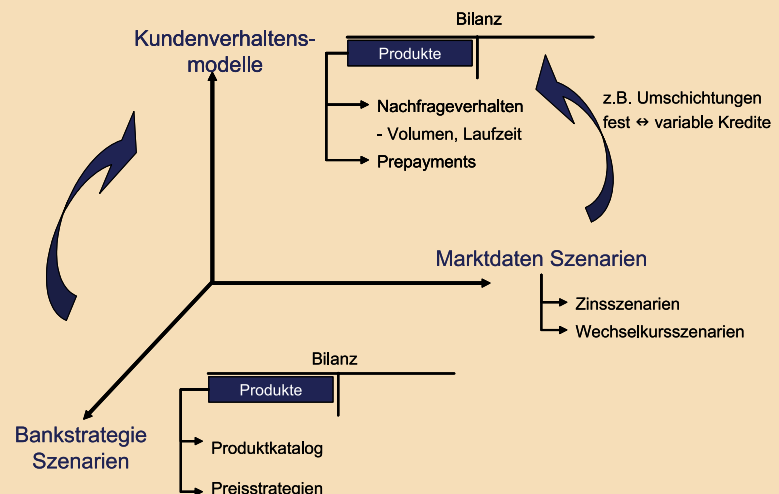 Bilanz
Kundenverhaltens-
modelle
Produkte
Nachfrageverhalten
- Volumen, Laufzeit
Prepayments
z.B. Umschichtungen
fest ↔ variable Kredite
Marktdaten Szenarien
Zinsszenarien
Wechselkursszenarien
Bilanz
Produkte
Bankstrategie
Szenarien
Produktkatalog
Preisstrategien